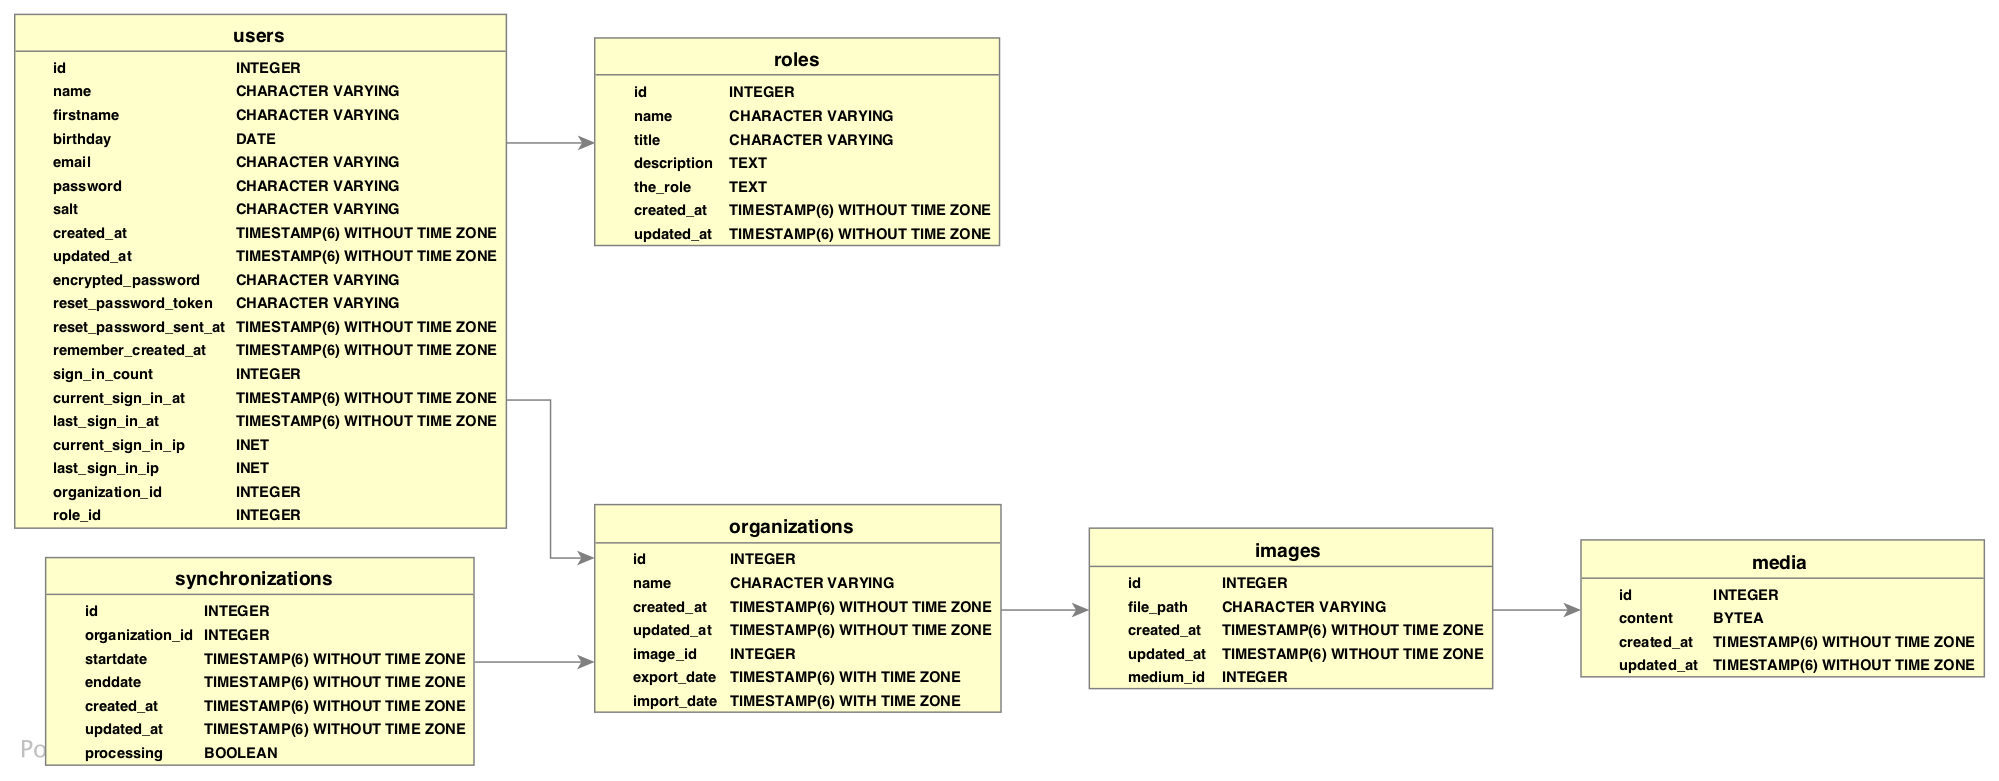 users
id INTEGER
name CHARACTER VARYING
firstname CHARACTER VARYING
birthday DATE
email CHARACTER VARYING
password CHARACTER VARYING
salt CHARACTER VARYING
created_at TIMESTAMP(6) WITHOUT TIME ZONE
updated_at TIMESTAMP(6) WITHOUT TIME ZONE
encrypted_password CHARACTER VARYING
reset_password_token CHARACTER VARYING
reset_password_sent_at TIMESTAMP(6) WITHOUT TIME ZONE
remember_created_at TIMESTAMP(6) WITHOUT TIME ZONE
sign_in_count INTEGER
current_sign_in_at TIMESTAMP(6) WITHOUT TIME ZONE
last_sign_in_at TIMESTAMP(6) WITHOUT TIME ZONE
current_sign_in_ip INET
last_sign_in_ip INET
organization_id INTEGER
role_id INTEGER
roles
id INTEGER
name CHARACTER VARYING
title CHARACTER VARYING
description TEXT
the_role TEXT
created_at TIMESTAMP(6) WITHOUT TIME ZONE
updated_at TIMESTAMP(6) WITHOUT TIME ZONE
synchronizations
id INTEGER
organization_id INTEGER
startdate TIMESTAMP(6) WITHOUT TIME ZONE
enddate TIMESTAMP(6) WITHOUT TIME ZONE
created_at TIMESTAMP(6) WITHOUT TIME ZONE
updated_at TIMESTAMP(6) WITHOUT TIME ZONE
processing BOOLEAN
organizations
id INTEGER
name CHARACTER VARYING
created_at TIMESTAMP(6) WITHOUT TIME ZONE
updated_at TIMESTAMP(6) WITHOUT TIME ZONE
image_id INTEGER
export_date TIMESTAMP(6) WITH TIME ZONE
import_date TIMESTAMP(6) WITH TIME ZONE
images
id INTEGER
file_path CHARACTER VARYING
created_at TIMESTAMP(6) WITHOUT TIME ZONE
updated_at TIMESTAMP(6) WITHOUT TIME ZONE
medium_id INTEGER
media
id INTEGER
content BYTEA
created_at TIMESTAMP(6) WITHOUT TIME ZONE
updated_at TIMESTAMP(6) WITHOUT TIME ZONE